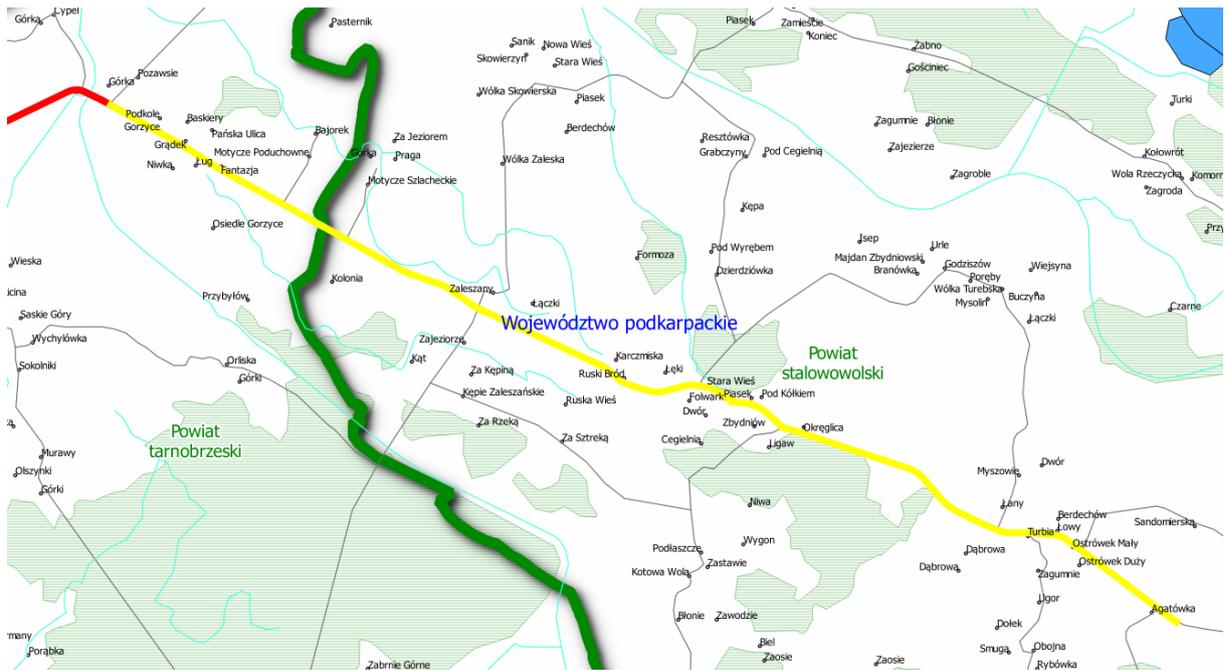 Cypel
Górka
Pasternik
Piasek
Zamieście
Koniec
Sanik
Nowa Wieś
Skowierzyn
Stara Wieś
Żabno
Gościniec
Pozawsie
Górka
Wólka Skowierska
Piasek
Turki
Podkole
Gorzyce
Baskiery
Pańska Ulica
Bajorek
Za Jeziorem
Berdechów
Resztówka
Zagumnie
Błonie
Grądek
Motycze Poduchowne
Górka
Praga
Grabczyny
Pod Cegielnią
Zajezierze
Kołowrót
Niwka
Ług
Fantazja
Wólka Zaleska
Motycze Szlacheckie
Zagroble
Wola Rzeczycka
Zagroda
Osiedle Gorzyce
Kępa
Isep
Urle
Pod Wyrębem
Formoza
Majdan Zbydniowski
Branówka
Godziszów
Wieska
Dzierdziówka
Poręby
Wiejsyna
Kolonia
Zaleszany
Wólka Turebska
Mysolin
Buczyna
Przybyłów
Łączki
Czarne
Saskie Góry
Łączki
Województwo podkarpackie
Wychylówka
Zajeziorze
Karczmiska
Powiat
stalowowolski
Sokolniki
Orliska
Górki
Kąt
Za Kępiną
Ruski Bród
Łęki
Stara Wieś
Kępie Zaleszańskie
Ruska Wieś
Folwark
Piasek
Pod Kółkiem
Dwór
Za Rzeką
Zbydniów
Okręglica
Powiat
tarnobrzeski
Za Sztreką
Cegielnia
Ligaw
Murawy
Olszynki
Górki
Myszowie
Dwór
Niwa
Łany
Berdechów
Łowy
Sandomierska
Turbia
Ostrówek Mały
Wygon
Podłaszcze
Dąbrowa
Ostrówek Duży
Kotowa Wola
Zastawie
Dąbrowa
Zagumnie
Ugor
Agatówka
Błonie
Zawodzie
Dołek
Biel
Zaosie
Zaosie
Smuga
Obojna
Rybówka
Porąbka
Zabrnie Górne